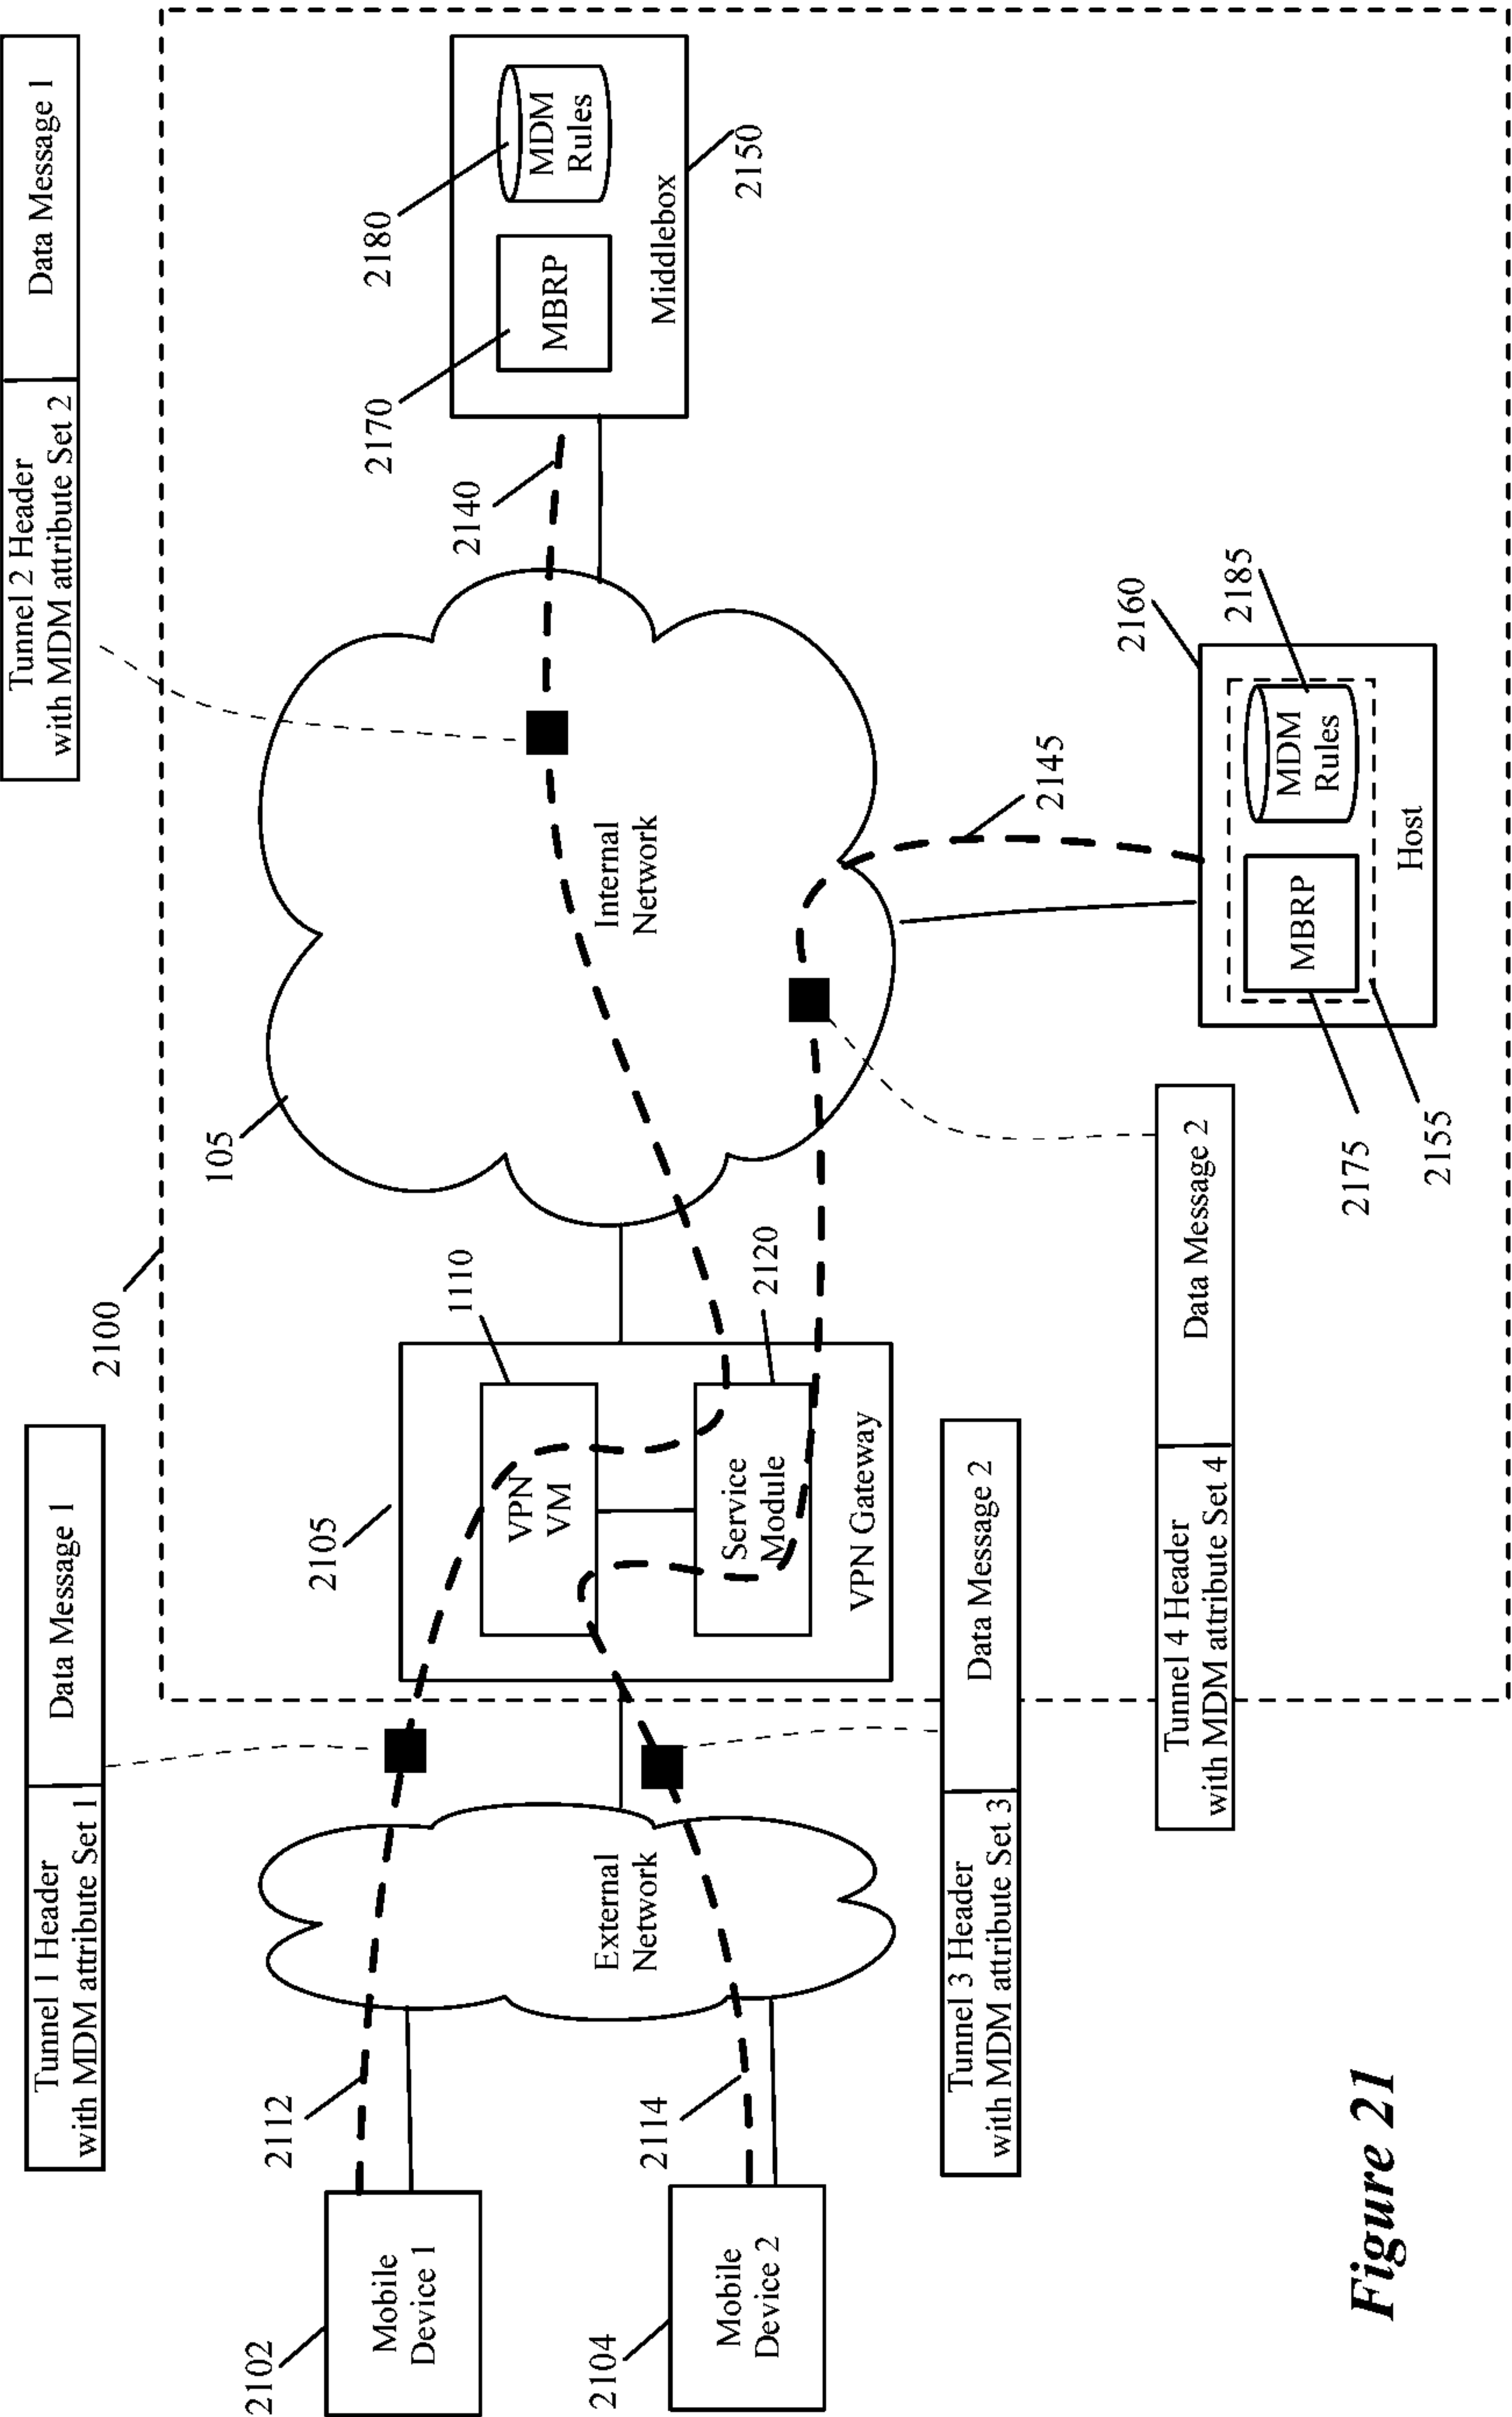 Tunnel 1 Header
with MDM attribute Set 1
Data Message 1
Tunnel 2 Header
with MDM attribute Set 2
Data Message 1
2100
2102
Mobile
Device 1
2112
2104
Mobile
Device 2
2114
External
Network
2105
1110
VPN
VM
2120
Service
Module
VPN Gateway
105
Internal
Network
2140
2170
MBRP
2180
MDM
Rules
Middlebox
2150
2145
2160
2185
MBRP
MDM
Rules
Host
2175
2155
Tunnel 3 Header
with MDM attribute Set 3
Data Message 2
Tunnel 4 Header
with MDM attribute Set 4
Data Message 2
Figure 21